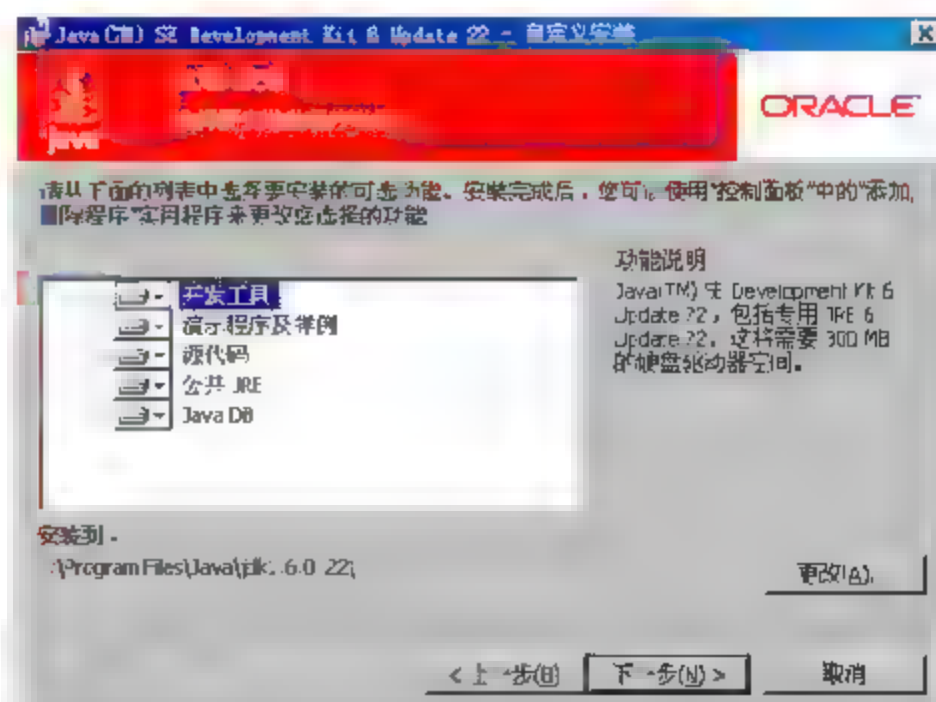 Java(TM) SE Development Kit 6 Update 22 - 自定义安装
Java
ORACLE
请从下面的列表中选择要安装的可选功能。安装完成后，您可以使用“控制面板”中的“添加/
删除程序”实用程序来更改您选择的功能
功能说明
开发工具
演示程序及样例
源代码
公共 JRE
Java DB
Java(TM) SE Development Kit 6
Update 22，包括专用 JRE 6
Update 22。这将需要 300 MB
的硬盘驱动器空间。
安装到：
:\Program Files\Java\jdk1.6.0_22\
更改(A)...
< 上一步(B)
下一步(N) >
取消